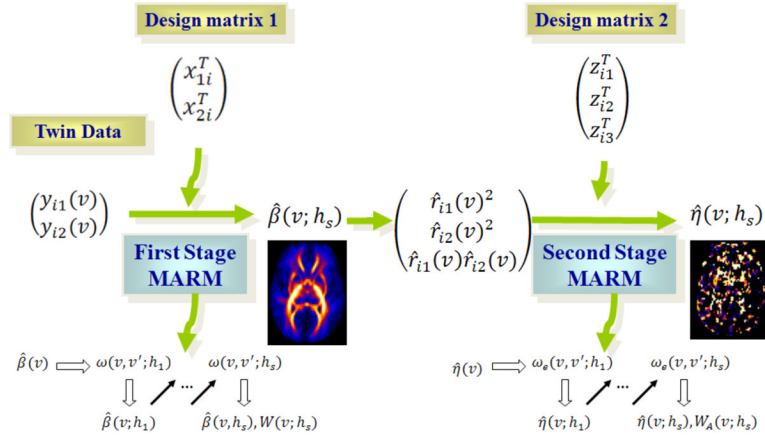 Design matrix 1
Design matrix 2
(x_{1i}^T
x_{2i}^T)
(z_{i1}^T
z_{i2}^T
z_{i3}^T)
Twin Data
(y_{i1}(v)
y_{i2}(v))
β̂(v; h_s)
(r̂_{i1}(v)^2
r̂_{i2}(v)^2
r̂_{i1}(v)r̂_{i2}(v))
η̂(v; h_s)
First Stage
MARM
Second Stage
MARM
β̂(v) ω(v,v′;h_1) ω(v,v′;h_s)
...
β̂(v;h_1) β̂(v,h_s),W(v;h_s)
η̂(v) ω_e(v,v′;h_1) ω_e(v,v′;h_s)
...
η̂(v;h_1) η̂(v;h_s),W_A(v;h_s)